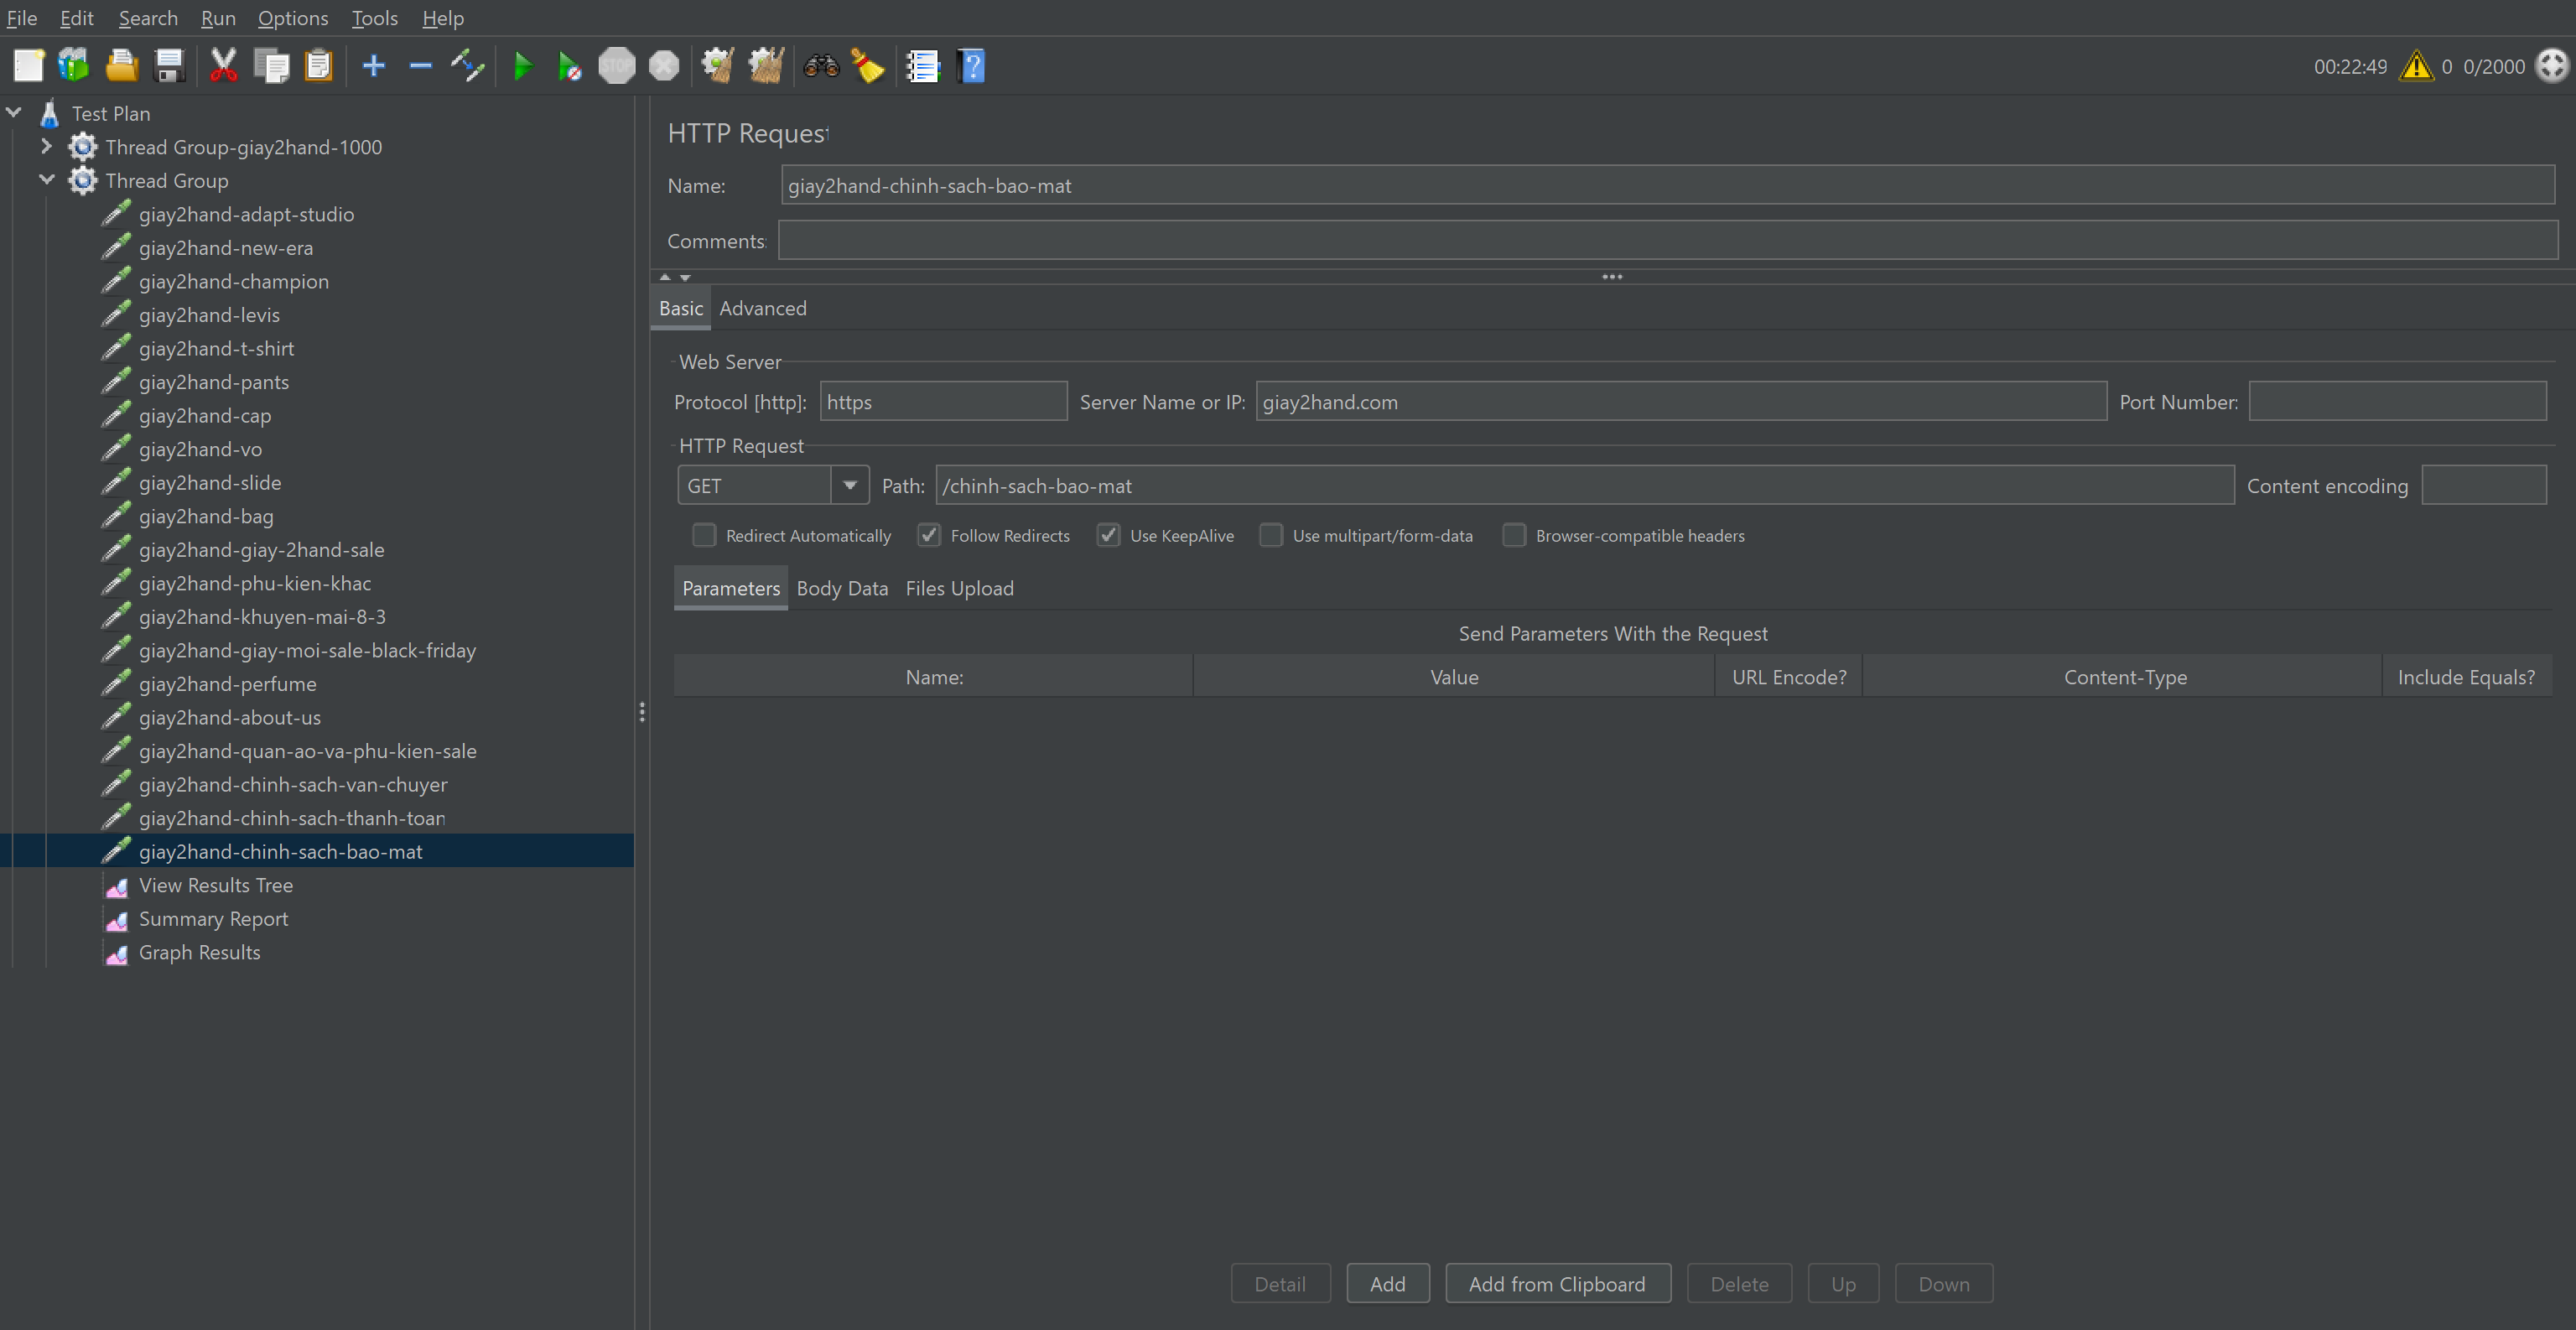 File Edit Search Run Options Tools Help
STOP
00:22:49 0 0/2000
Test Plan
Thread Group-giay2hand-1000
Thread Group
giay2hand-adapt-studio
giay2hand-new-era
giay2hand-champion
giay2hand-levis
giay2hand-t-shirt
giay2hand-pants
giay2hand-cap
giay2hand-vo
giay2hand-slide
giay2hand-bag
giay2hand-giay-2hand-sale
giay2hand-phu-kien-khac
giay2hand-khuyen-mai-8-3
giay2hand-giay-moi-sale-black-friday
giay2hand-perfume
giay2hand-about-us
giay2hand-quan-ao-va-phu-kien-sale
giay2hand-chinh-sach-van-chuyer
giay2hand-chinh-sach-thanh-toan
giay2hand-chinh-sach-bao-mat
View Results Tree
Summary Report
Graph Results
HTTP Request
Name: giay2hand-chinh-sach-bao-mat
Comments:
Basic Advanced
Web Server
Protocol [http]: https Server Name or IP: giay2hand.com Port Number:
HTTP Request
GET Path: /chinh-sach-bao-mat Content encoding
Redirect Automatically Follow Redirects Use KeepAlive Use multipart/form-data Browser-compatible headers
Parameters Body Data Files Upload
Send Parameters With the Request
Name: Value URL Encode? Content-Type Include Equals?
Detail Add Add from Clipboard Delete Up Down